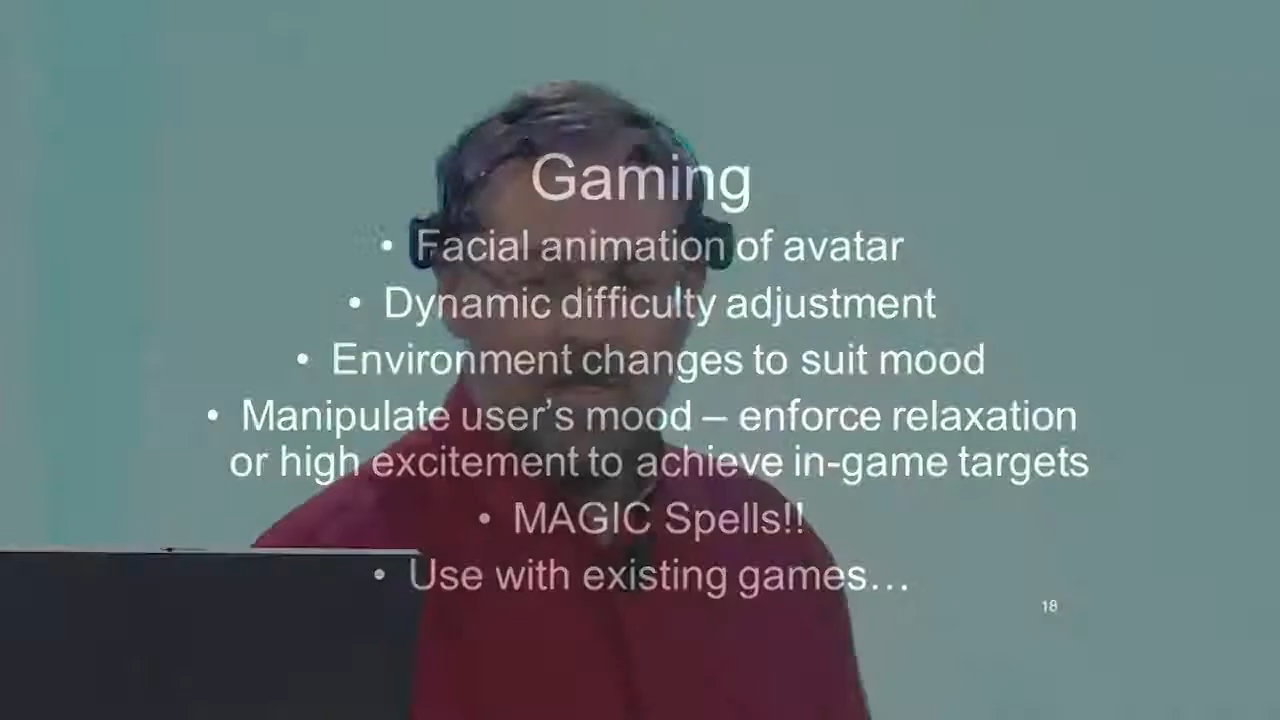 Gaming
• Facial animation of avatar
• Dynamic difficulty adjustment
• Environment changes to suit mood
• Manipulate user’s mood – enforce relaxation
or high excitement to achieve in-game targets
• MAGIC Spells!!
• Use with existing games…
18